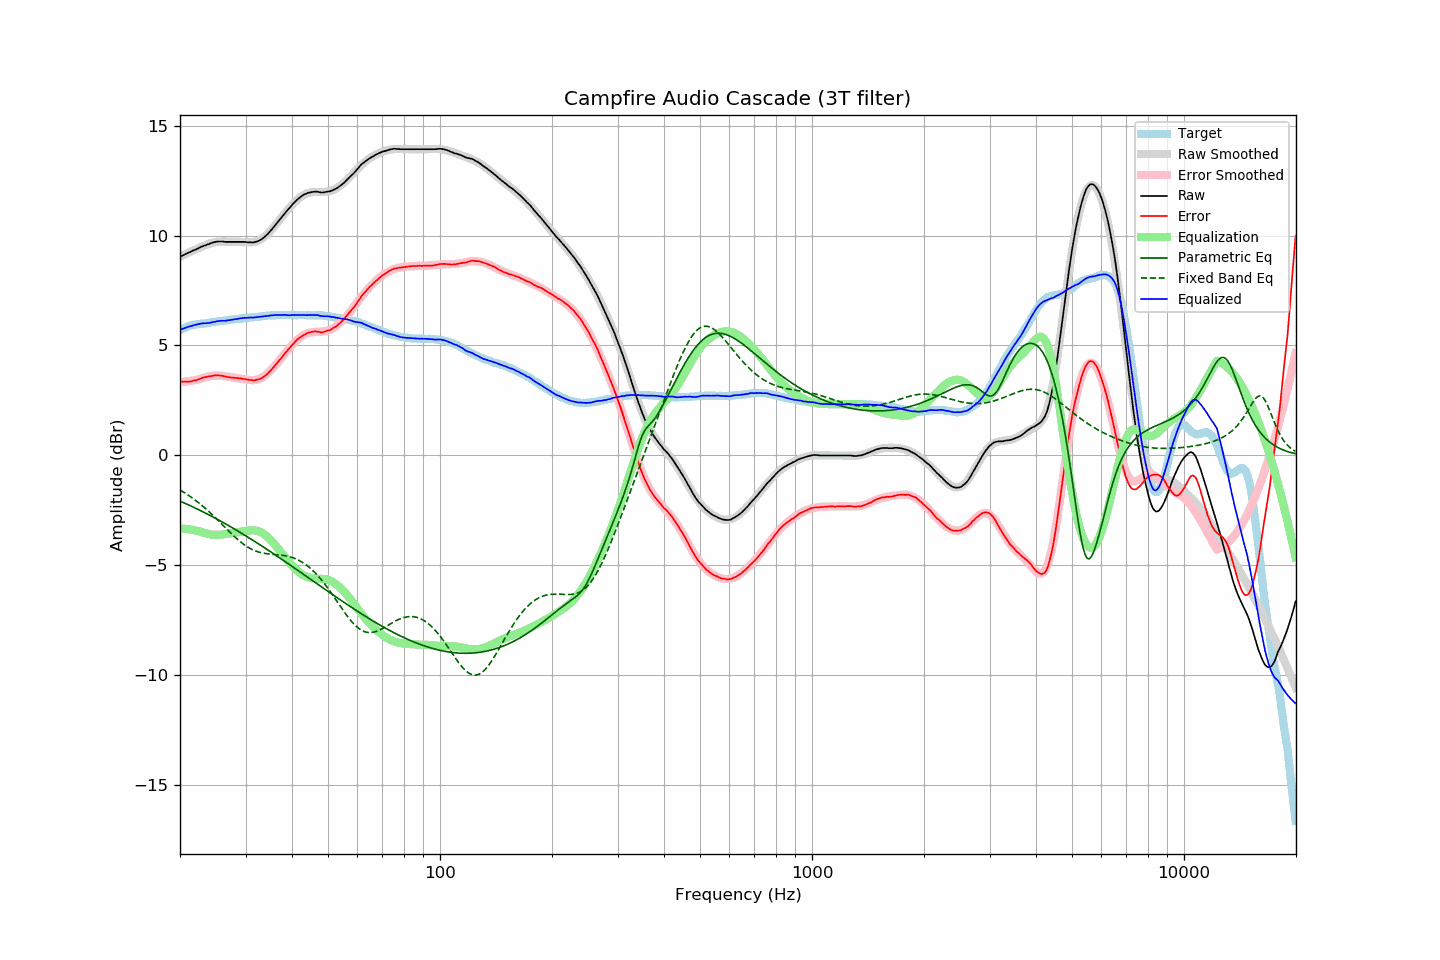 Campfire Audio Cascade (3T filter)
Target
Raw Smoothed
Error Smoothed
Raw
Error
Equalization
Parametric Eq
Fixed Band Eq
Equalized
15
10
5
0
−5
−10
−15
Amplitude (dBr)
100
1000
10000
Frequency (Hz)